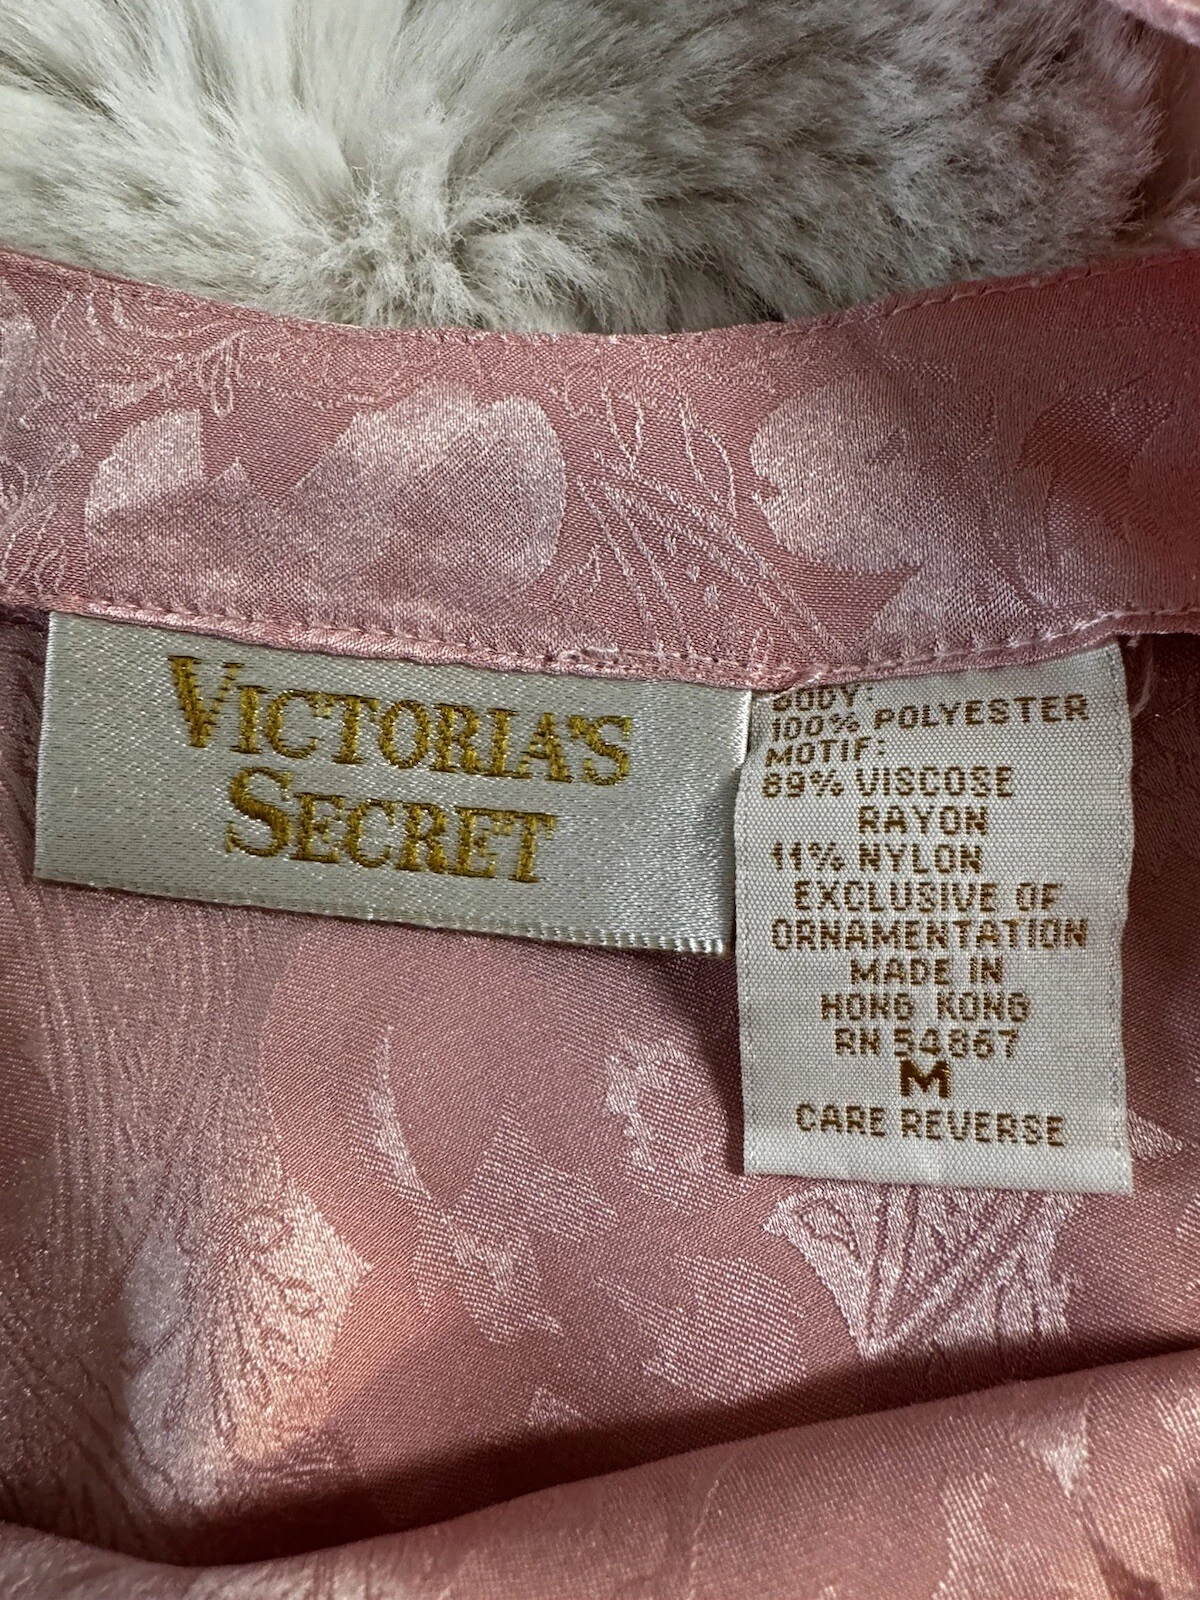 VICTORIA'S
SECRET
BODY:
100% POLYESTER
MOTIF:
89% VISCOSE
RAYON
11% NYLON
EXCLUSIVE OF
ORNAMENTATION
MADE IN
HONG KONG
RN 54867
M
CARE REVERSE